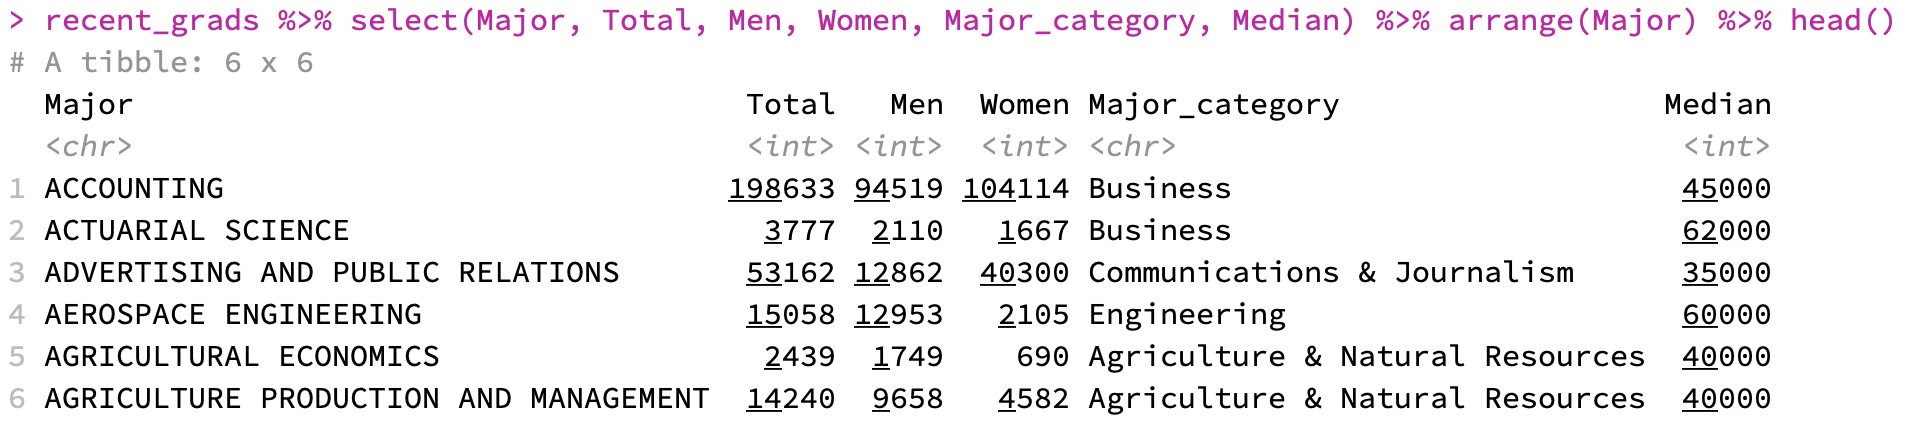 > recent_grads %>% select(Major, Total, Men, Women, Major_category, Median) %>% arrange(Major) %>% head()
# A tibble: 6 x 6
Major Total Men Women Major_category Median
<chr> <int> <int> <int> <chr> <int>
1 ACCOUNTING 198633 94519 104114 Business 45000
2 ACTUARIAL SCIENCE 3777 2110 1667 Business 62000
3 ADVERTISING AND PUBLIC RELATIONS 53162 12862 40300 Communications & Journalism 35000
4 AEROSPACE ENGINEERING 15058 12953 2105 Engineering 60000
5 AGRICULTURAL ECONOMICS 2439 1749 690 Agriculture & Natural Resources 40000
6 AGRICULTURE PRODUCTION AND MANAGEMENT 14240 9658 4582 Agriculture & Natural Resources 40000